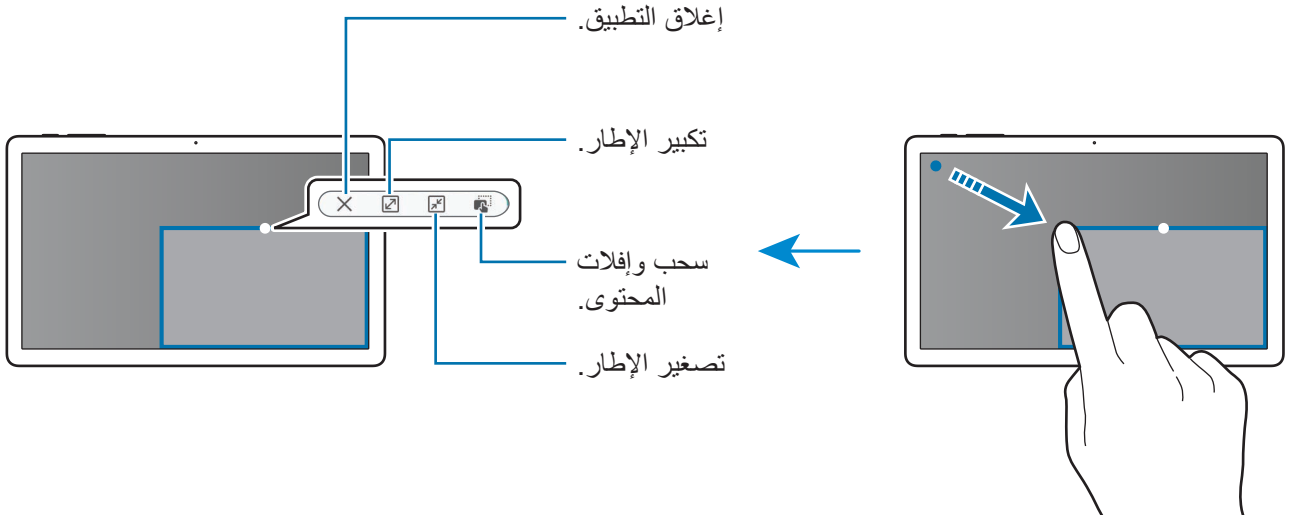 إغلاق التطبيق.
تكبير الإطار.
سحب وإفلات
المحتوى.
تصغير الإطار.